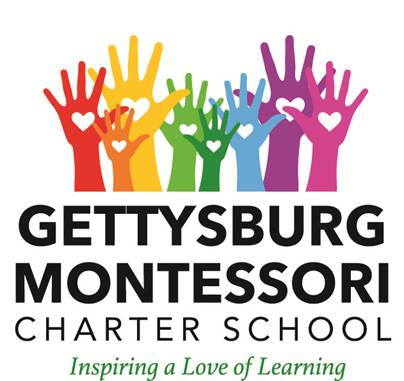 GETTYSBURG
MONTESSORI
CHARTER SCHOOL
Inspiring a Love of Learning